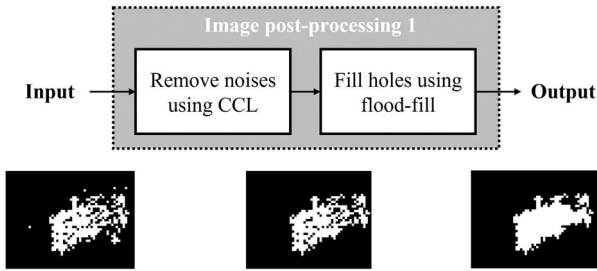 Image post-processing 1
Input
Remove noises
using CCL
Fill holes using
flood-fill
Output